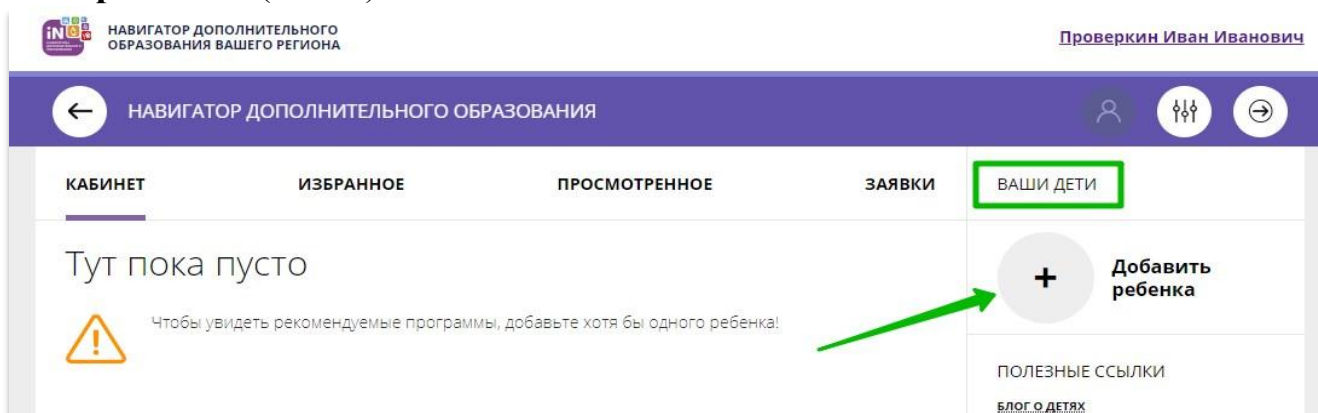 НАВИГАТОР ДОПОЛНИТЕЛЬНОГО
ОБРАЗОВАНИЯ ВАШЕГО РЕГИОНА
Проверкин Иван Иванович
НАВИГАТОР ДОПОЛНИТЕЛЬНОГО ОБРАЗОВАНИЯ
КАБИНЕТ ИЗБРАННОЕ ПРОСМОТРЕННОЕ ЗАЯВКИ
Тут пока пусто
Чтобы увидеть рекомендуемые программы, добавьте хотя бы одного ребенка!
ВАШИ ДЕТИ
Добавить
ребенка
ПОЛЕЗНЫЕ ССЫЛКИ
БЛОГ О ДЕТЯХ